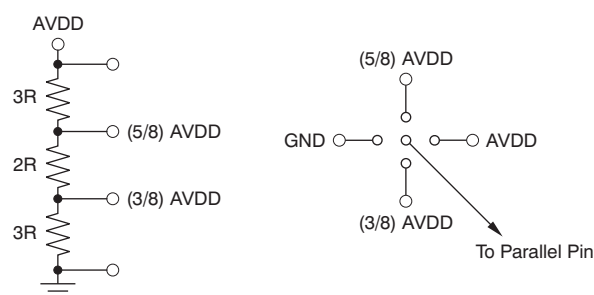 AVDD
3R
(5/8) AVDD
2R
(3/8) AVDD
3R
(5/8) AVDD
GND
AVDD
(3/8) AVDD
To Parallel Pin